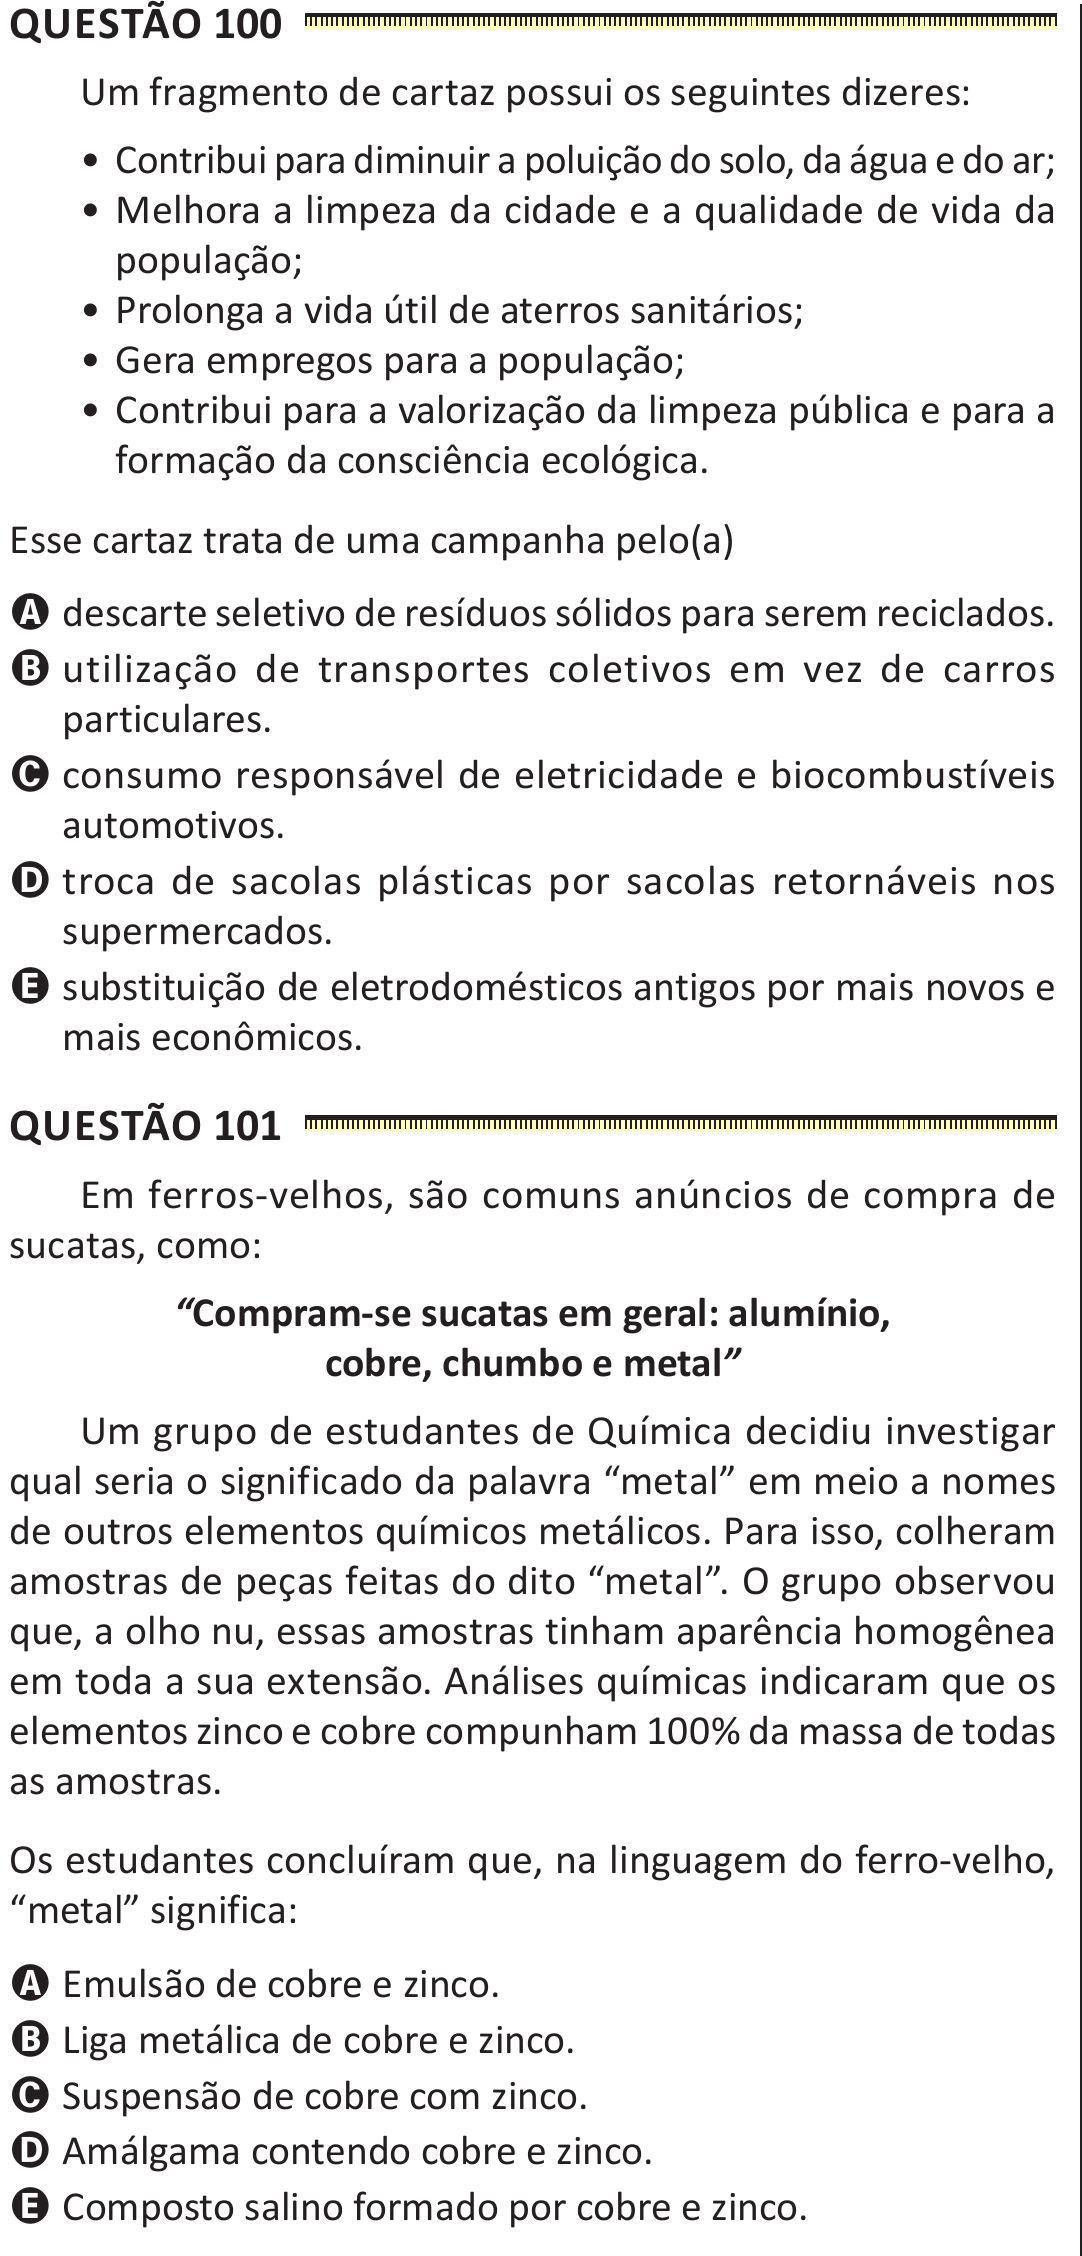 QUESTÃO 100
Um fragmento de cartaz possui os seguintes dizeres:
• Contribui para diminuir a poluição do solo, da água e do ar;
• Melhora a limpeza da cidade e a qualidade de vida da
população;
• Prolonga a vida útil de aterros sanitários;
• Gera empregos para a população;
• Contribui para a valorização da limpeza pública e para a
formação da consciência ecológica.
Esse cartaz trata de uma campanha pelo(a)
A descarte seletivo de resíduos sólidos para serem reciclados.
B utilização de transportes coletivos em vez de carros
particulares.
C consumo responsável de eletricidade e biocombustíveis
automotivos.
D troca de sacolas plásticas por sacolas retornáveis nos
supermercados.
E substituição de eletrodomésticos antigos por mais novos e
mais econômicos.
QUESTÃO 101
Em ferros-velhos, são comuns anúncios de compra de
sucatas, como:
“Compram-se sucatas em geral: alumínio,
cobre, chumbo e metal”
Um grupo de estudantes de Química decidiu investigar
qual seria o significado da palavra “metal” em meio a nomes
de outros elementos químicos metálicos. Para isso, colheram
amostras de peças feitas do dito “metal”. O grupo observou
que, a olho nu, essas amostras tinham aparência homogênea
em toda a sua extensão. Análises químicas indicaram que os
elementos zinco e cobre compunham 100% da massa de todas
as amostras.
Os estudantes concluíram que, na linguagem do ferro-velho,
“metal” significa:
A Emulsão de cobre e zinco.
B Liga metálica de cobre e zinco.
C Suspensão de cobre com zinco.
D Amálgama contendo cobre e zinco.
E Composto salino formado por cobre e zinco.